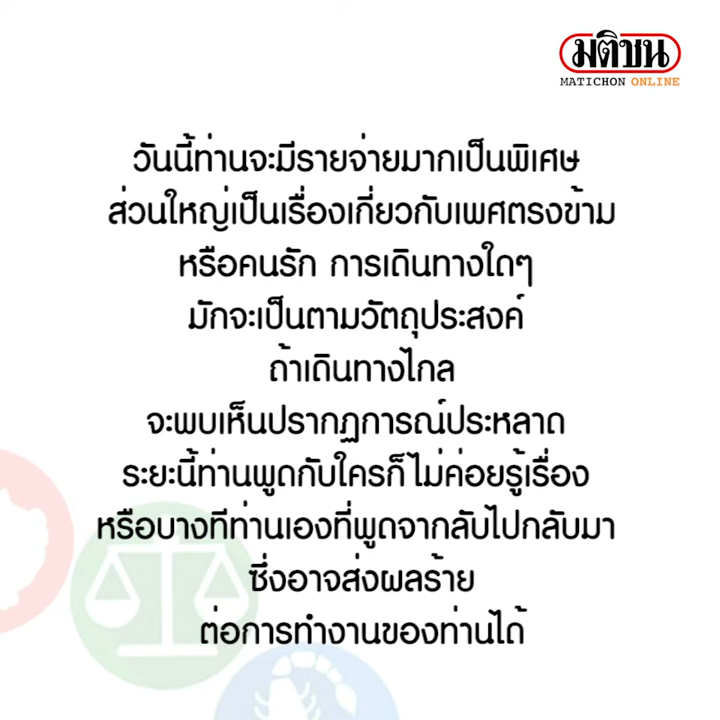 มติชน
MATICHON ONLINE
วันนี้ท่านจะมีรายจ่ายมากเป็นพิเศษ
ส่วนใหญ่เป็นเรื่องเกี่ยวกับเพศตรงข้าม
หรือคนรัก การเดินทางใดๆ
มักจะเป็นตามวัตถุประสงค์
ถ้าเดินทางไกล
จะพบเห็นปรากฏการณ์ประหลาด
ระยะนี้ท่านพูดกับใครก็ไม่ค่อยรู้เรื่อง
หรือบางทีท่านเองที่พูดจากลับไปกลับมา
ซึ่งอาจส่งผลร้าย
ต่อการทำงานของท่านได้